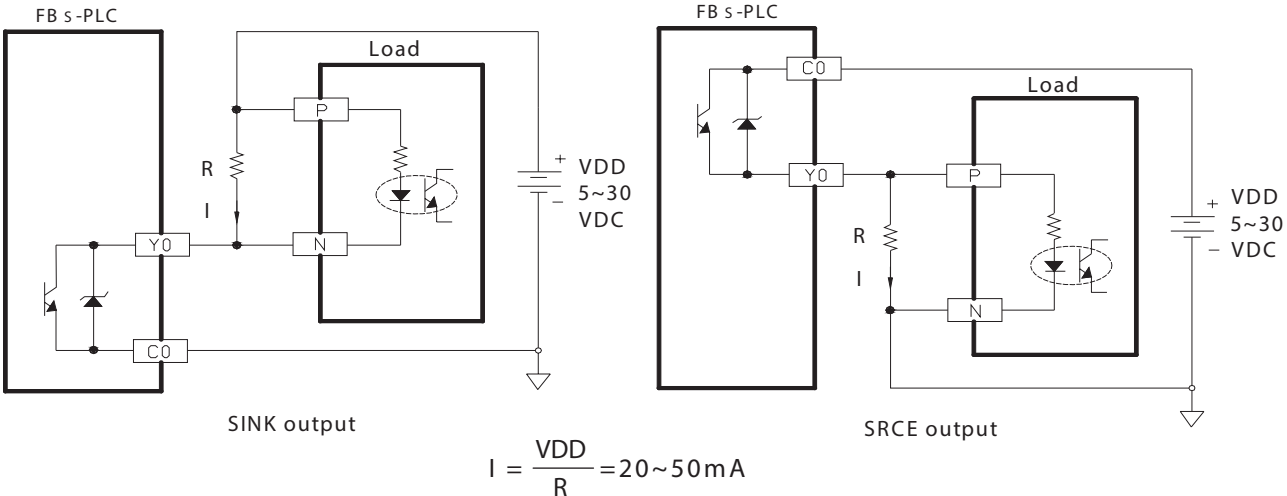 FB s-PLC
Load
P
R
I
N
Y0
C0
+
VDD
5~30
VDC
−
SINK output
FB s-PLC
C0
Load
Y0
P
R
I
N
+
VDD
5~30
VDC
−
SRCE output
I = VDD / R = 20~50mA